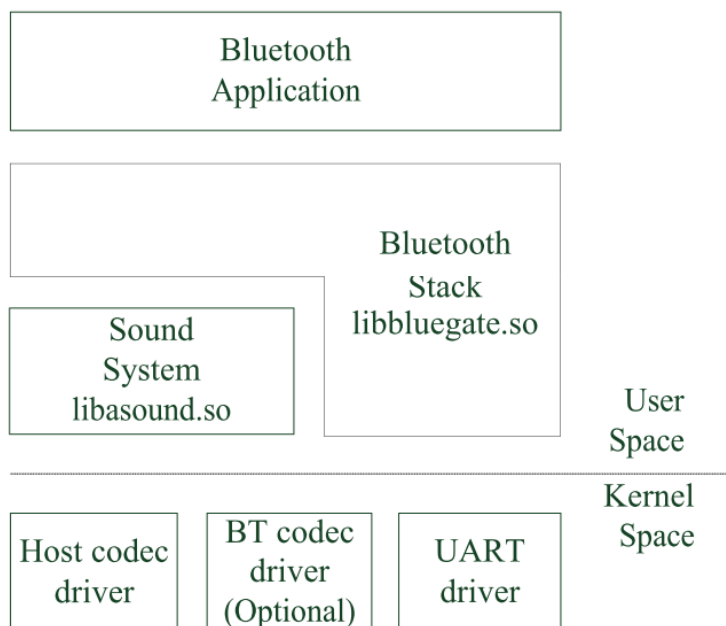 Bluetooth
Application
Bluetooth
Stack
libbluegate.so
Sound
System
libasound.so
User
Space
Kernel
Space
Host codec
driver
BT codec
driver
(Optional)
UART
driver